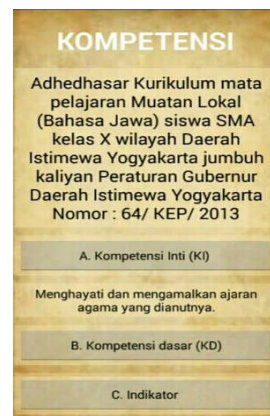 KOMPETENSI
Adhedhasar Kurikulum mata
pelajaran Muatan Lokal
(Bahasa Jawa) siswa SMA
kelas X wilayah Daerah
Istimewa Yogyakarta jumbuh
kaliyan Peraturan Gubernur
Daerah Istimewa Yogyakarta
Nomor : 64/ KEP/ 2013
A. Kompetensi Inti (KI)
Menghayati dan mengamalkan ajaran
agama yang dianutnya.
B. Kompetensi dasar (KD)
C. Indikator